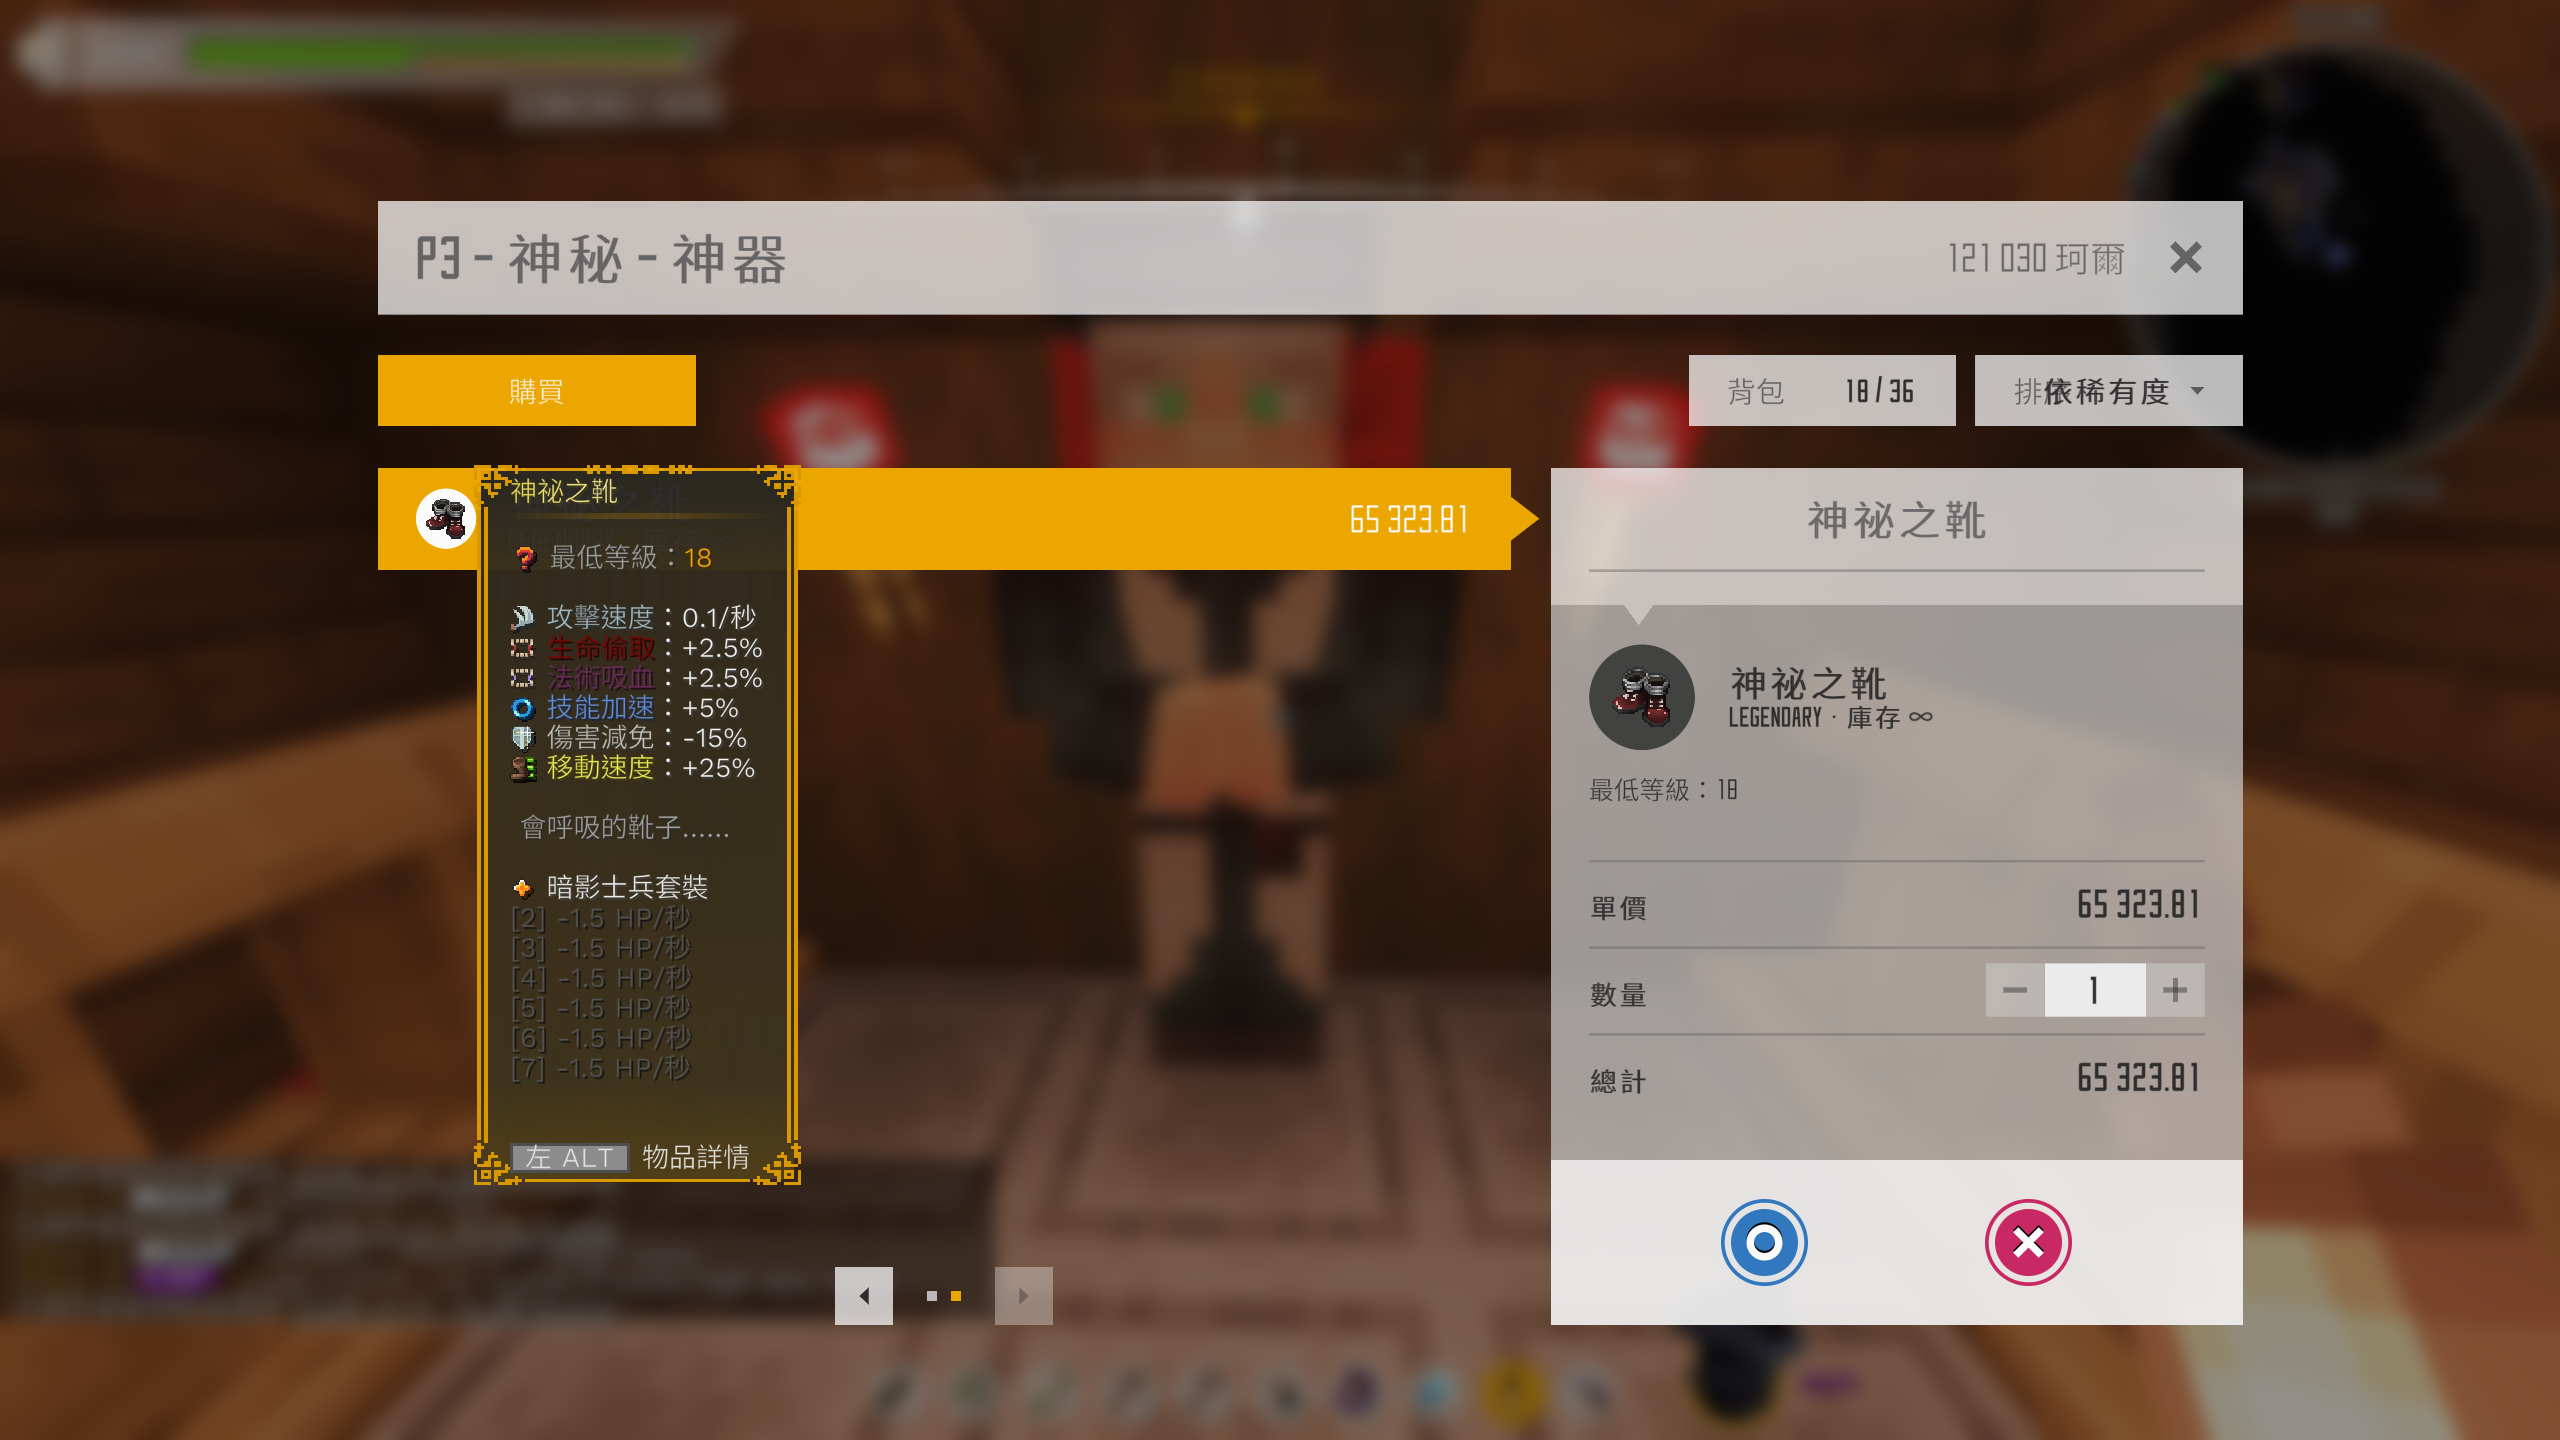 P3 - 神秘 - 神器
121 030 珂爾
購買
背包 18 / 36
依稀有度
65 323.81
神祕之靴
最低等級：18
攻擊速度：0.1/秒
生命偷取：+2.5%
法術吸血：+2.5%
技能加速：+5%
傷害減免：-15%
移動速度：+25%
會呼吸的靴子......
暗影士兵套裝
[2] -1.5 HP/秒
[3] -1.5 HP/秒
[4] -1.5 HP/秒
[5] -1.5 HP/秒
[6] -1.5 HP/秒
[7] -1.5 HP/秒
左 ALT 物品詳情
神祕之靴
神祕之靴
LEGENDARY · 庫存 ∞
最低等級：18
單價 65 323.81
數量 − 1 +
總計 65 323.81